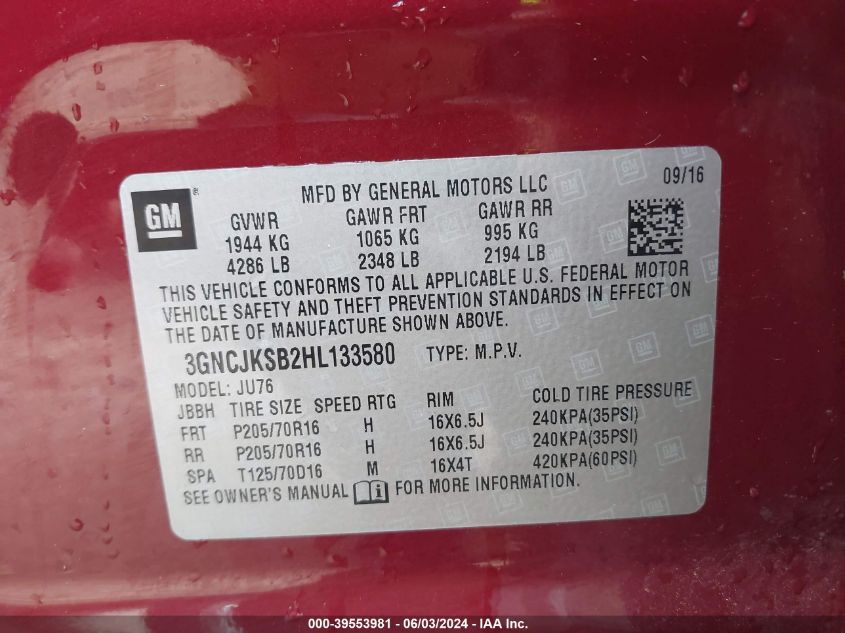 GM ® MFD BY GENERAL MOTORS LLC 09/16
GVWR GAWR FRT GAWR RR
1944 KG 1065 KG 995 KG
4286 LB 2348 LB 2194 LB
THIS VEHICLE CONFORMS TO ALL APPLICABLE U.S. FEDERAL MOTOR
VEHICLE SAFETY AND THEFT PREVENTION STANDARDS IN EFFECT ON
THE DATE OF MANUFACTURE SHOWN ABOVE.
3GNCJKSB2HL133580 TYPE: M.P.V.
MODEL: JU76
JBBH TIRE SIZE SPEED RTG RIM COLD TIRE PRESSURE
FRT P205/70R16 H 16X6.5J 240KPA(35PSI)
RR P205/70R16 H 16X6.5J 240KPA(35PSI)
SPA T125/70D16 M 16X4T 420KPA(60PSI)
SEE OWNER'S MANUAL FOR MORE INFORMATION.
000-39553981 - 06/03/2024 - IAA Inc.